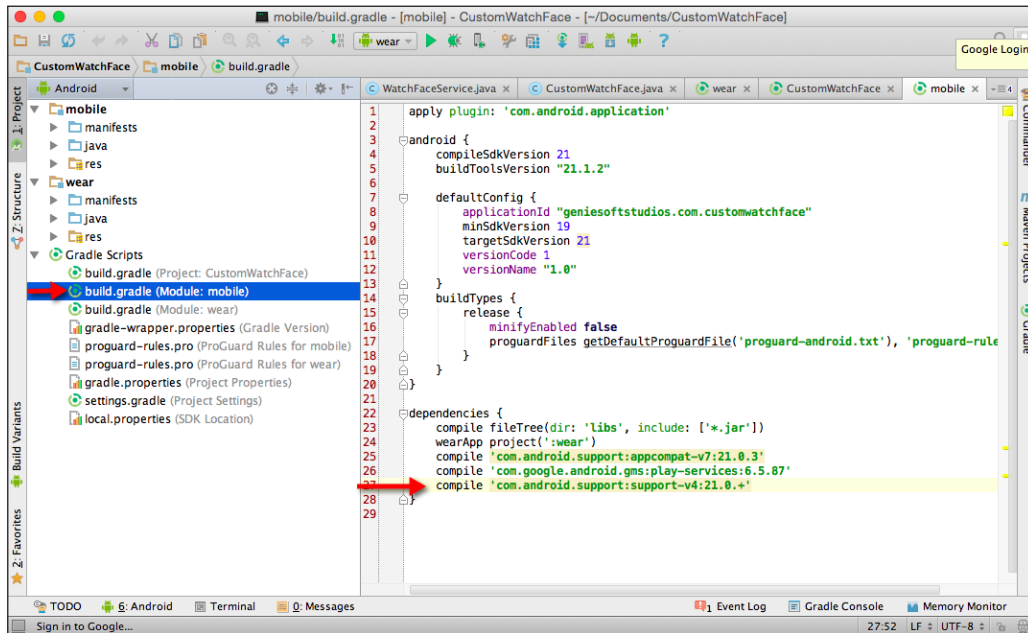 mobile/build.gradle - [mobile] - CustomWatchFace - [~/Documents/CustomWatchFace]
wear
Google Login
CustomWatchFace mobile build.gradle
1: Project
Z: Structure
Build Variants
2: Favorites
Android
WatchFaceService.java CustomWatchFace.java wear CustomWatchFace mobile
4
mobile
manifests
java
res
wear
manifests
java
res
Gradle Scripts
build.gradle (Project: CustomWatchFace)
build.gradle (Module: mobile)
build.gradle (Module: wear)
gradle-wrapper.properties (Gradle Version)
proguard-rules.pro (ProGuard Rules for mobile)
proguard-rules.pro (ProGuard Rules for wear)
gradle.properties (Project Properties)
settings.gradle (Project Settings)
local.properties (SDK Location)
1 apply plugin: 'com.android.application'
2
3 android {
4 compileSdkVersion 21
5 buildToolsVersion "21.1.2"
6
7 defaultConfig {
8 applicationId "geniesoftstudios.com.customwatchface"
9 minSdkVersion 19
10 targetSdkVersion 21
11 versionCode 1
12 versionName "1.0"
13 }
14 buildTypes {
15 release {
16 minifyEnabled false
17 proguardFiles getDefaultProguardFile('proguard-android.txt'), 'proguard-rule
18 }
19 }
20 }
21
22 dependencies {
23 compile fileTree(dir: 'libs', include: ['*.jar'])
24 wearApp project(':wear')
25 compile 'com.android.support:appcompat-v7:21.0.3'
26 compile 'com.google.android.gms:play-services:6.5.87'
27 compile 'com.android.support:support-v4:21.0.+'
28 }
29
Commander
Maven Projects
Gradle
TODO 6: Android Terminal 0: Messages 1 Event Log Gradle Console Memory Monitor
Sign in to Google... 27:52 LF UTF-8